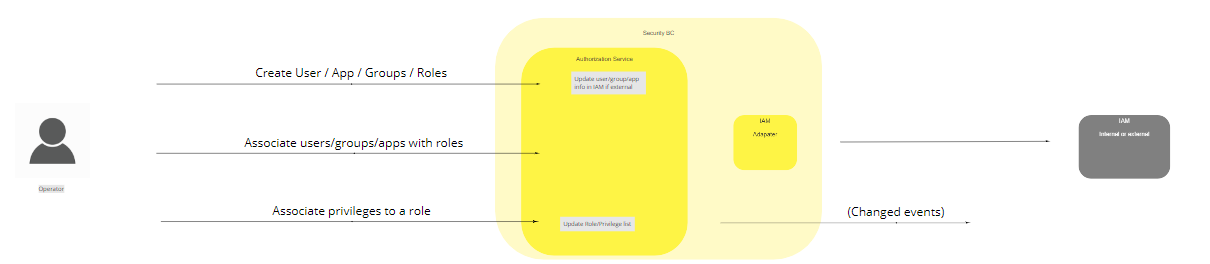 Security BC
Authorization Service
Create User / App / Groups / Roles
Update user/group/app
info in IAM if external
IAM
Adapater
IAM
Internal or external
Associate users/groups/apps with roles
Operator
Associate privileges to a role
Update Role/Privilege list
(Changed events)